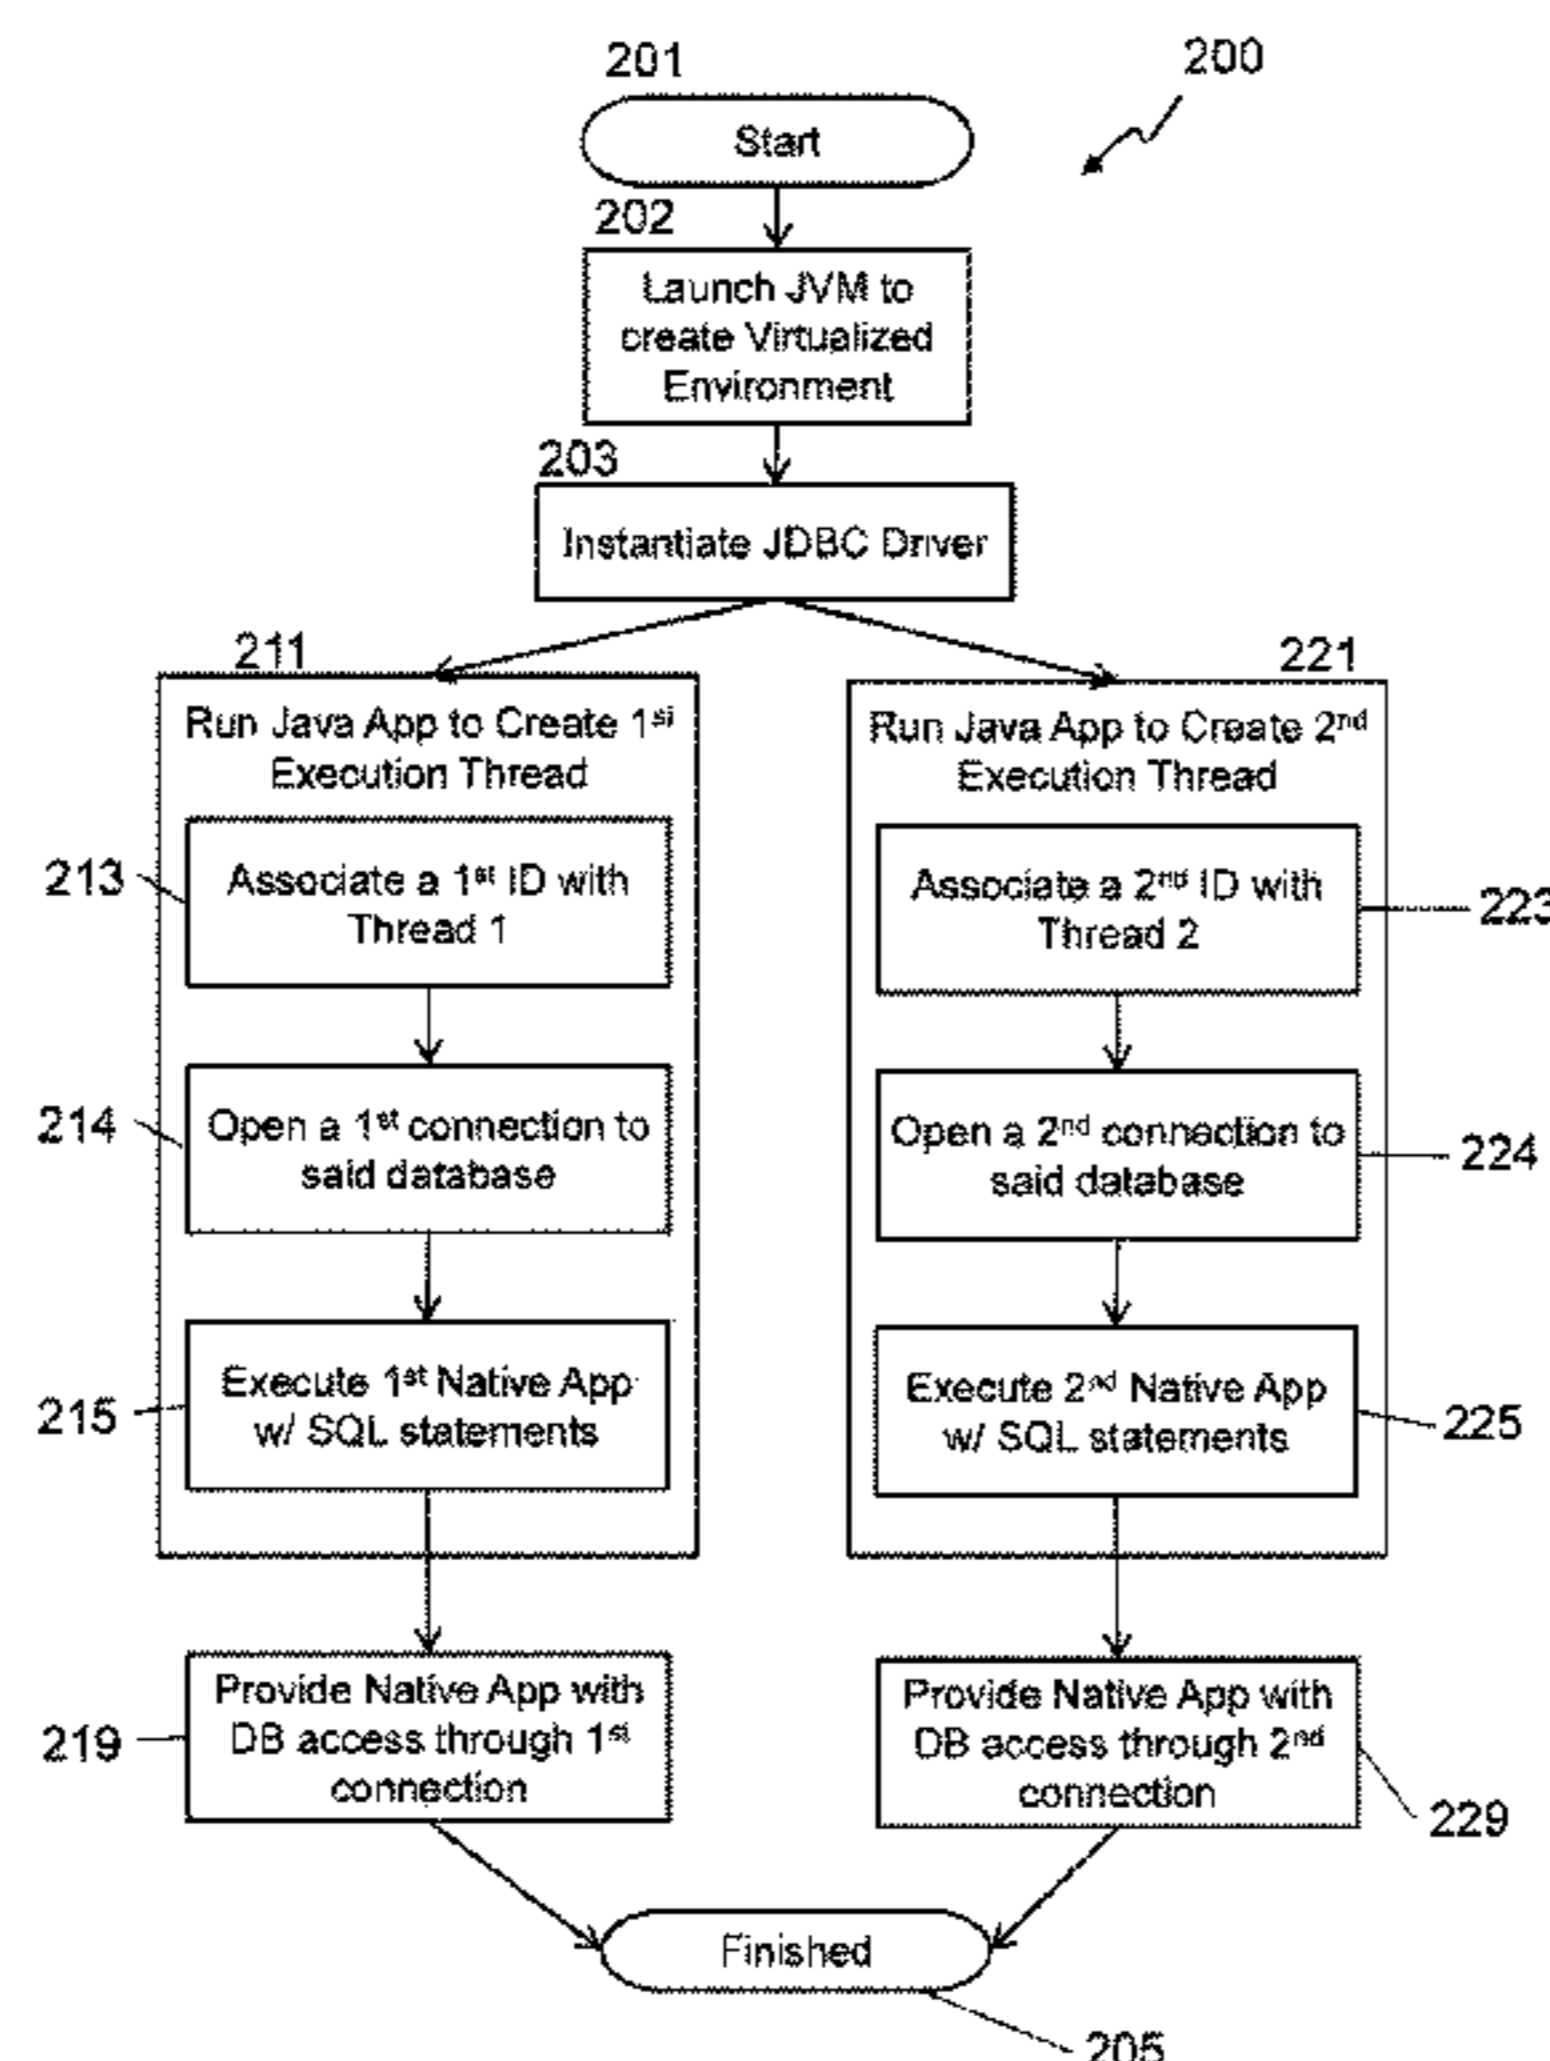 201
200
Start
202
Launch JVM to
create Virtualized
Environment
203
Instantiate JDBC Driver
211
Run Java App to Create 1st
Execution Thread
213
Associate a 1st ID with
Thread 1
214
Open a 1st connection to
said database
215
Execute 1st Native App
w/ SQL statements
219
Provide Native App with
DB access through 1st
connection
221
Run Java App to Create 2nd
Execution Thread
Associate a 2nd ID with
Thread 2
223
Open a 2nd connection to
said database
224
Execute 2nd Native App
w/ SQL statements
225
Provide Native App with
DB access through 2nd
connection
229
Finished
205